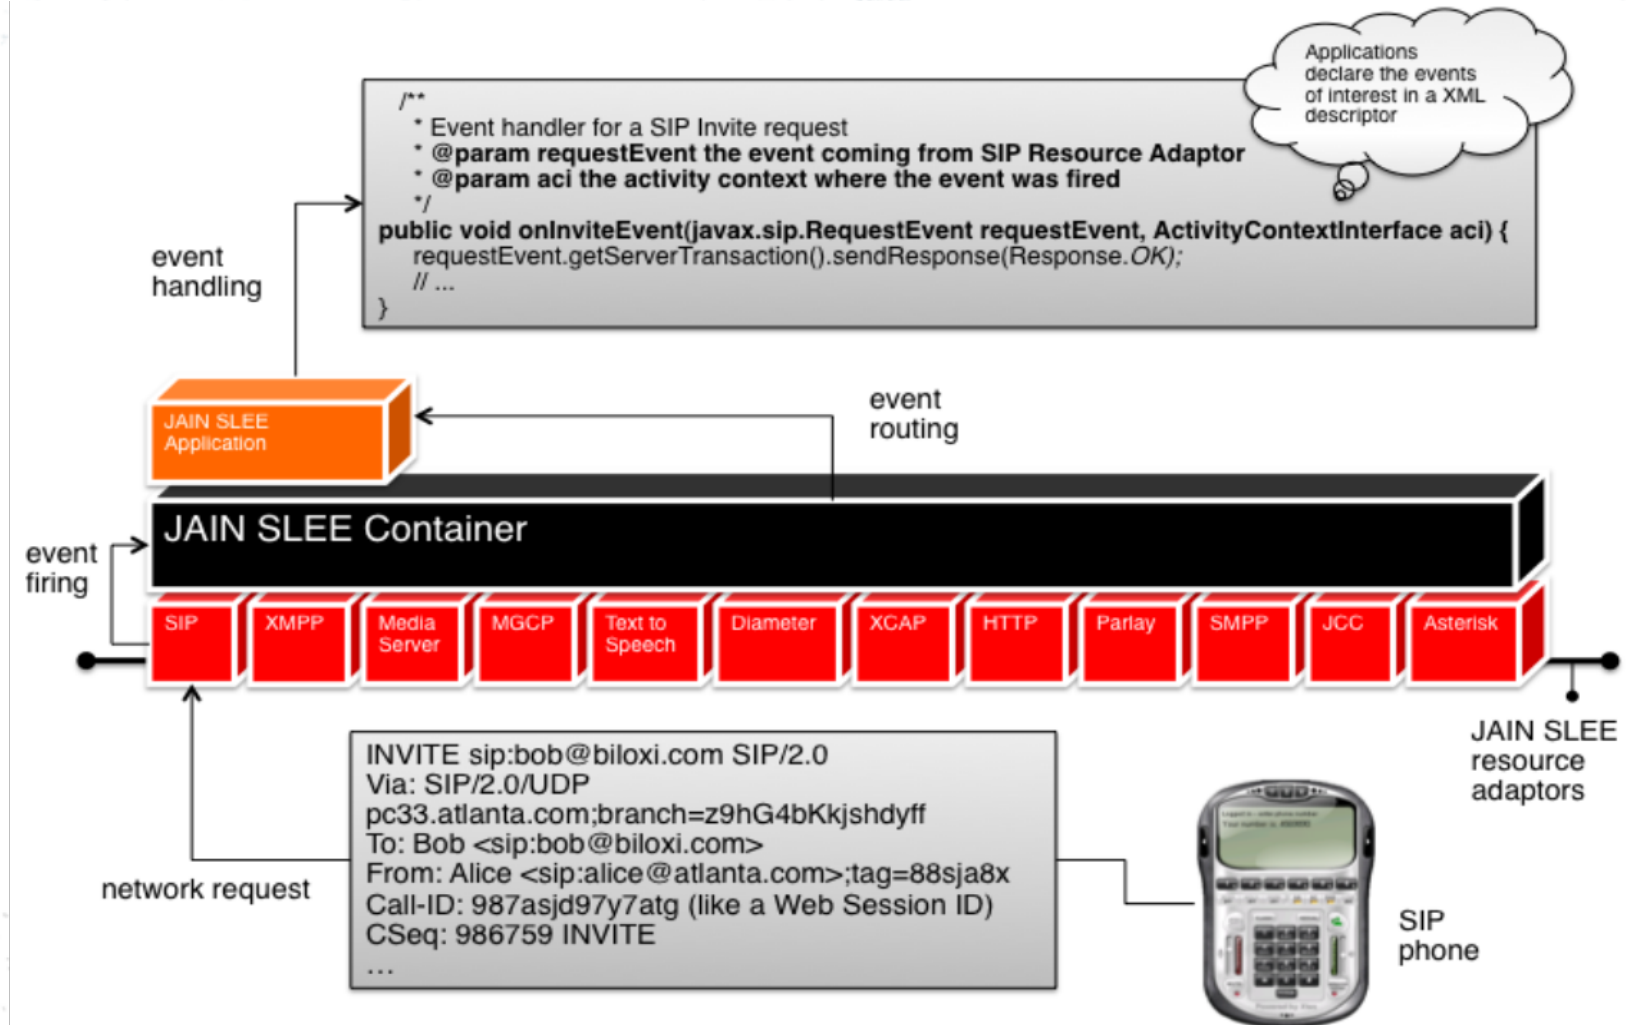 Applications
declare the events
of interest in a XML
descriptor
/**
* Event handler for a SIP Invite request
* @param requestEvent the event coming from SIP Resource Adaptor
* @param aci the activity context where the event was fired
*/
public void onInviteEvent(javax.sip.RequestEvent requestEvent, ActivityContextInterface aci) {
requestEvent.getServerTransaction().sendResponse(Response.OK);
// ...
}
event
handling
JAIN SLEE
Application
event
routing
JAIN SLEE Container
event
firing
SIP
XMPP
Media
Server
MGCP
Text to
Speech
Diameter
XCAP
HTTP
Parlay
SMPP
JCC
Asterisk
JAIN SLEE
resource
adaptors
INVITE sip:bob@biloxi.com SIP/2.0
Via: SIP/2.0/UDP
pc33.atlanta.com;branch=z9hG4bKkjshdyff
To: Bob <sip:bob@biloxi.com>
From: Alice <sip:alice@atlanta.com>;tag=88sja8x
Call-ID: 987asjd97y7atg (like a Web Session ID)
CSeq: 986759 INVITE
...
network request
SIP
phone